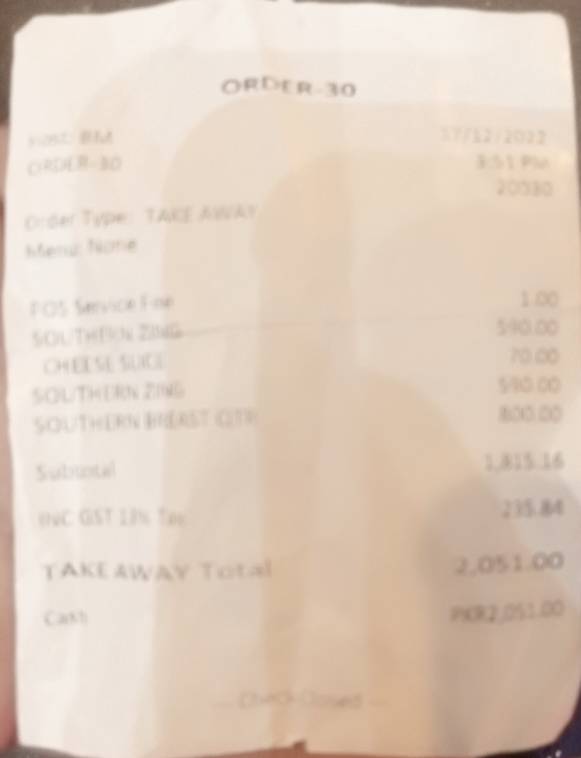 ORDER-30
Host: BM 17/12/2022
ORDER-30 3:51 PM
20330
Order Type: TAKE AWAY
Menu: None
FOS Service Fee 1.00
SOUTHERN ZING 590.00
CHEESE SLICE 70.00
SOUTHERN ZING 590.00
SOUTHERN BREAST QTR 800.00
Subtotal 1,815.16
INC GST 13% Tax 235.84
TAKEAWAY Total 2,051.00
Cash PKR2,051.00
--- Check Closed ---